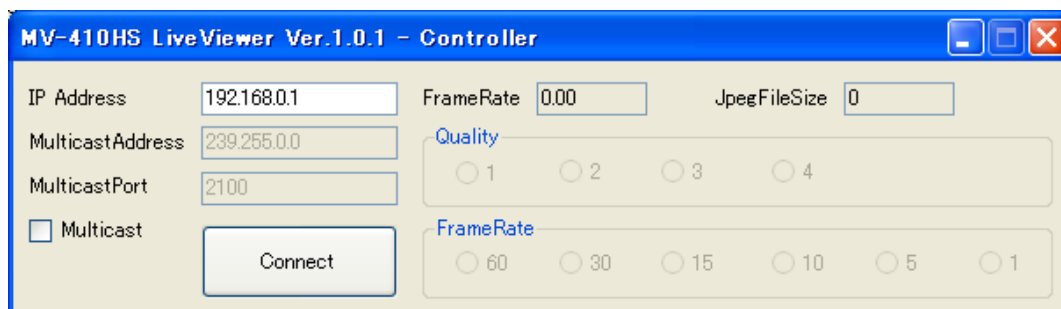 MV-410HS LiveViewer Ver.1.0.1 - Controller
IP Address 192.168.0.1 FrameRate 0.00 JpegFileSize 0
MulticastAddress 239.255.0.0
MulticastPort 2100
Multicast
Connect
Quality
1 2 3 4
FrameRate
60 30 15 10 5 1